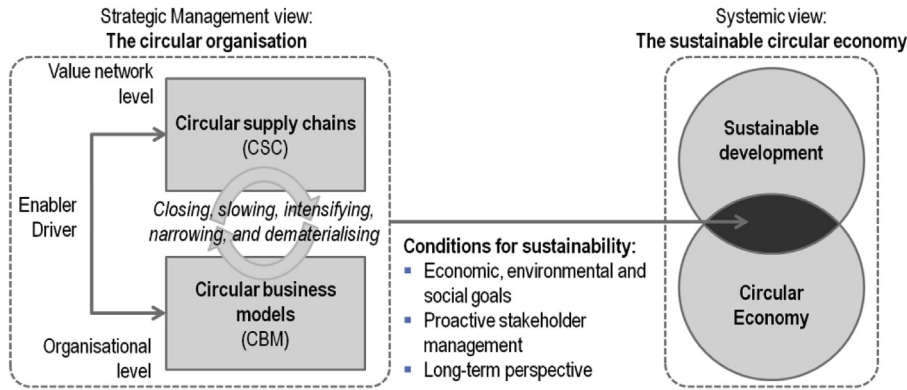 Strategic Management view:
The circular organisation
Value network
level
Circular supply chains
(CSC)
Enabler
Driver
Closing, slowing, intensifying,
narrowing, and dematerialising
Circular business
models
(CBM)
Organisational
level
Conditions for sustainability:
▪ Economic, environmental and
social goals
▪ Proactive stakeholder
management
▪ Long-term perspective
Systemic view:
The sustainable circular economy
Sustainable
development
Circular
Economy